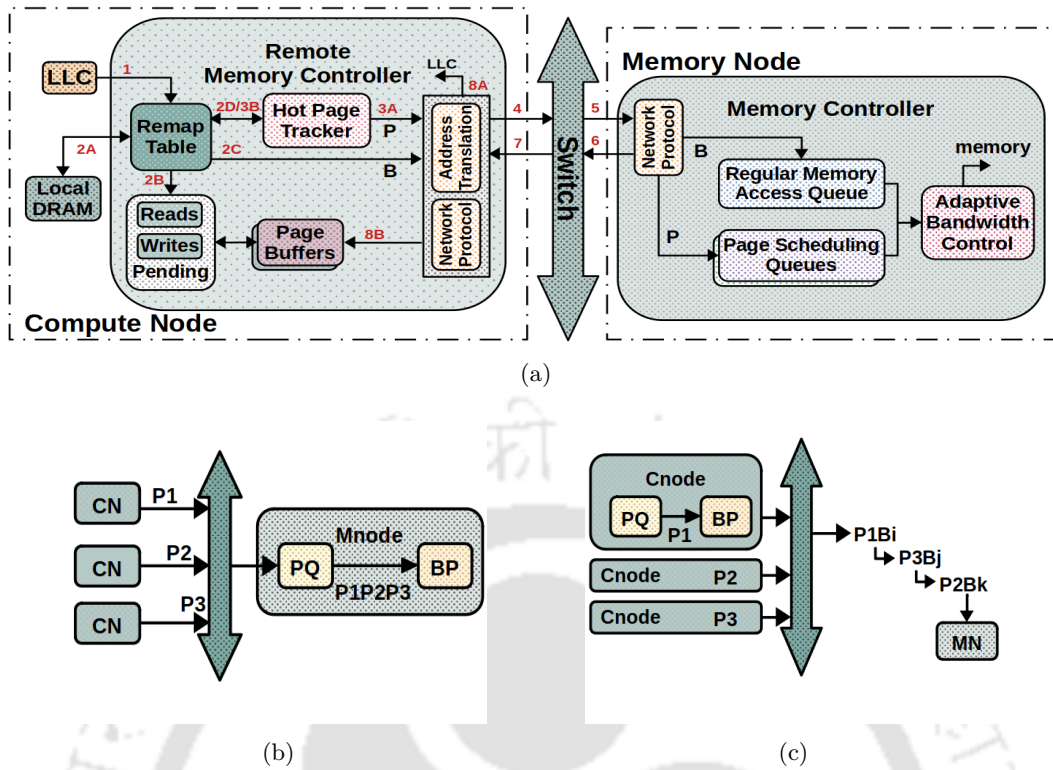 Remote
Memory Controller
LLC
1
LLC
8A
2D/3B
Hot Page
Tracker
3A
P
Remap
Table
2A
2C
B
Local
DRAM
2B
Reads
Writes
Pending
Page
Buffers
8B
Address
Translation
Network
Protocol
Compute Node
4
7
Switch
5
6
Memory Node
Memory Controller
Network
Protocol
B
P
memory
Regular Memory
Access Queue
Page Scheduling
Queues
Adaptive
Bandwidth
Control
(a)
CN
P1
CN
P2
CN
P3
Mnode
PQ
BP
P1P2P3
(b)
Cnode
PQ
BP
P1
Cnode P2
Cnode P3
P1Bi
P3Bj
P2Bk
MN
(c)